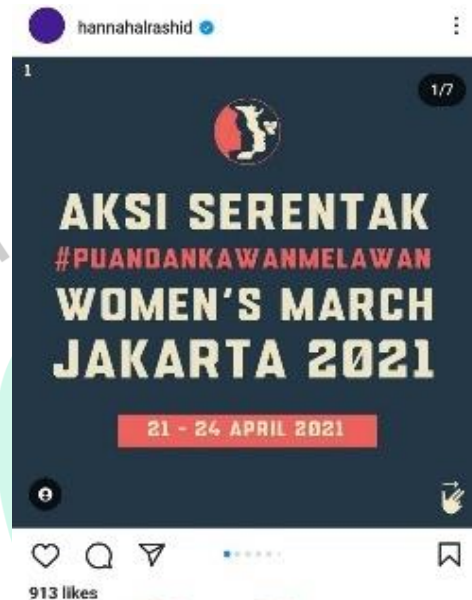 hannahalrashid
1
1/7
AKSI SERENTAK
#PUANDANKAWANMELAWAN
WOMEN'S MARCH
JAKARTA 2021
21 - 24 APRIL 2021
913 likes